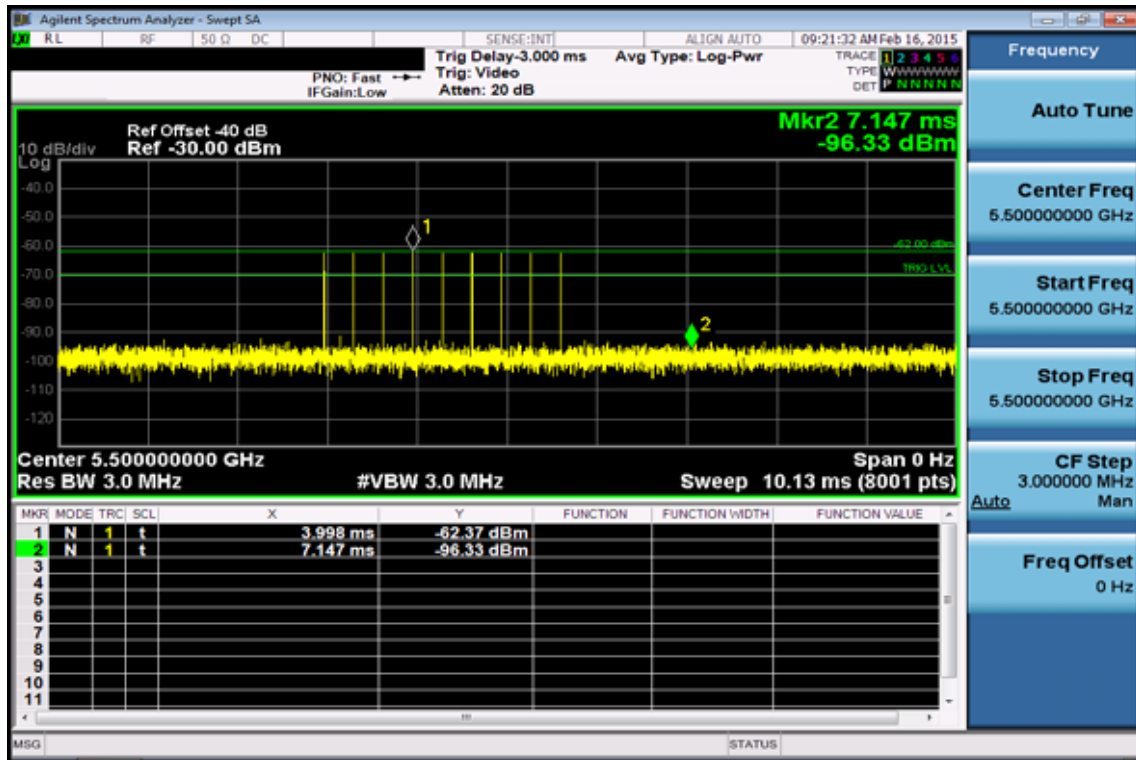 Agilent Spectrum Analyzer - Swept SA
RL RF 50 Ω DC SENSE:INT ALIGN AUTO 09:21:32 AM Feb 16, 2015
Trig Delay-3.000 ms Avg Type: Log-Pwr TRACE 1 2 3 4 5 6
PNO: Fast Trig: Video TYPE WWWWWW
IFGain:Low Atten: 20 dB DET P N N N N N
Frequency
Auto Tune
Center Freq
5.500000000 GHz
Start Freq
5.500000000 GHz
Stop Freq
5.500000000 GHz
CF Step
3.000000 MHz
Auto Man
Freq Offset
0 Hz
Mkr2 7.147 ms
-96.33 dBm
Ref Offset -40 dB
10 dB/div Ref -30.00 dBm
Log
-40.0
-50.0
-60.0
-70.0
-80.0
-90.0
-100
-110
-120
1
2
-62.00 dBm
TRIG LVL
Center 5.500000000 GHz Span 0 Hz
Res BW 3.0 MHz #VBW 3.0 MHz Sweep 10.13 ms (8001 pts)
MKR MODE TRC SCL X Y FUNCTION FUNCTION WIDTH FUNCTION VALUE
1 N 1 t 3.998 ms -62.37 dBm
2 N 1 t 7.147 ms -96.33 dBm
3
4
5
6
7
8
9
10
11
MSG STATUS